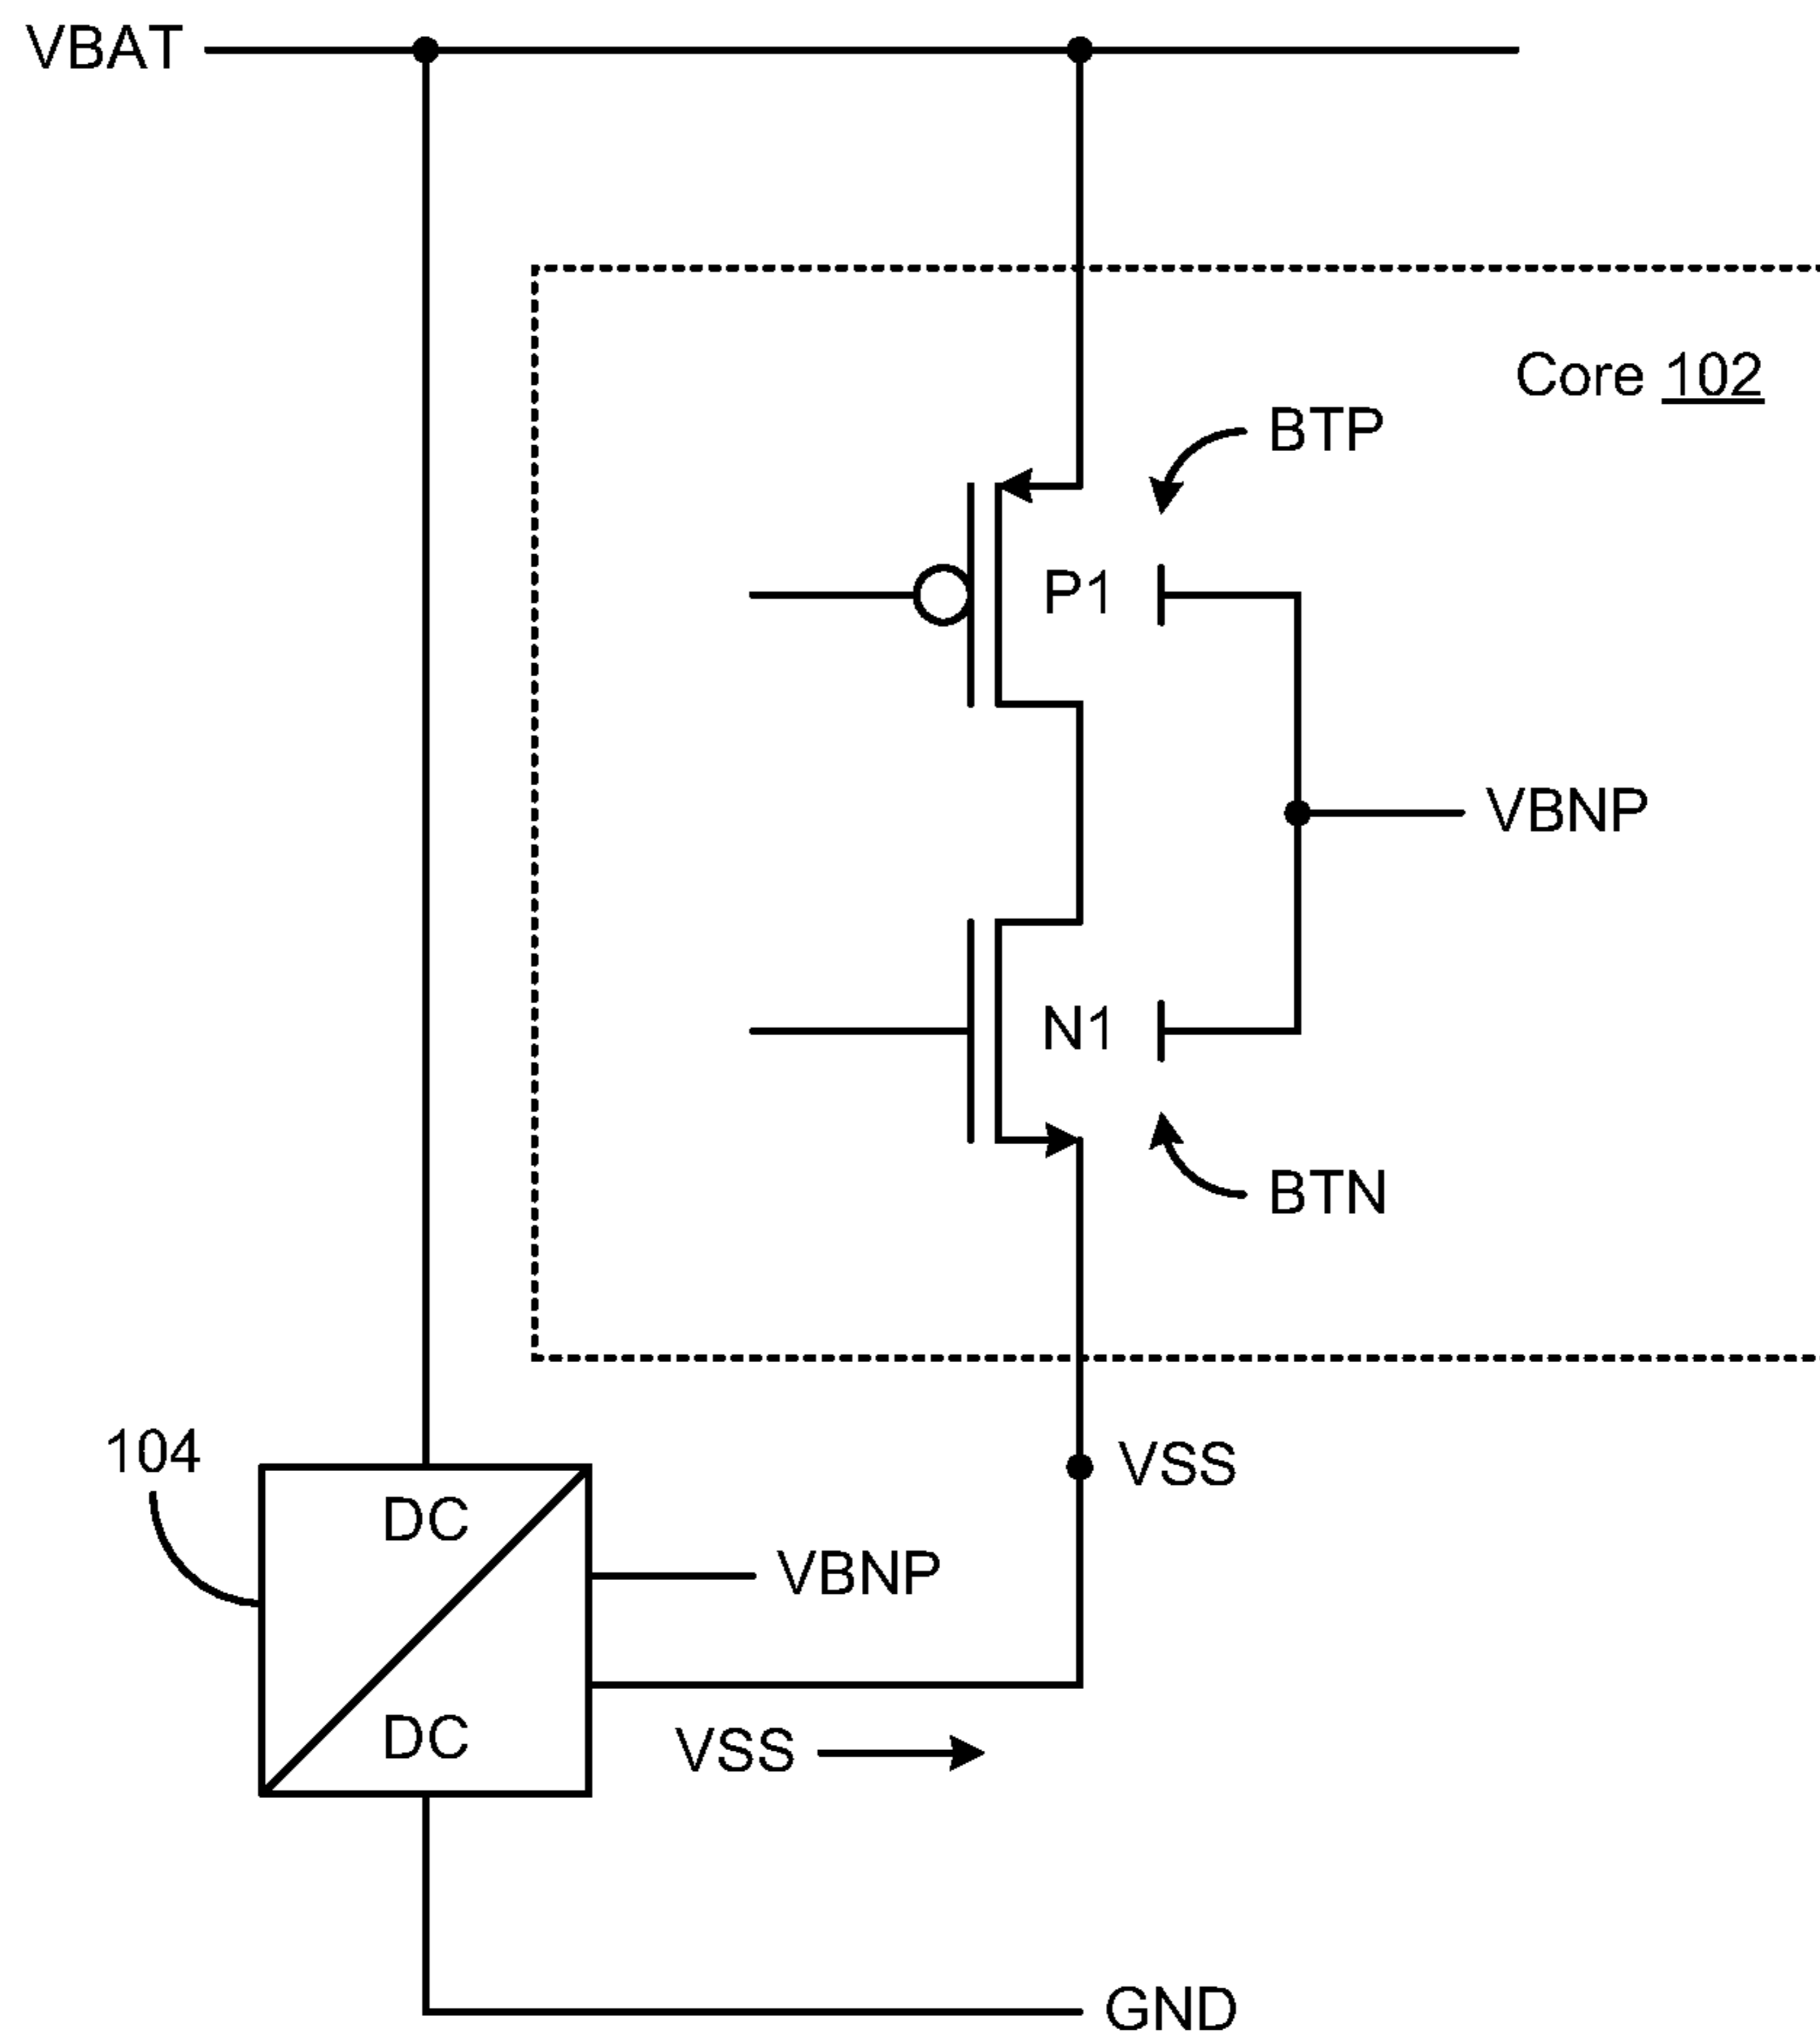 VBAT
Core 102
BTP
P1
VBNP
N1
BTN
104
VSS
DC
VBNP
DC
VSS
GND